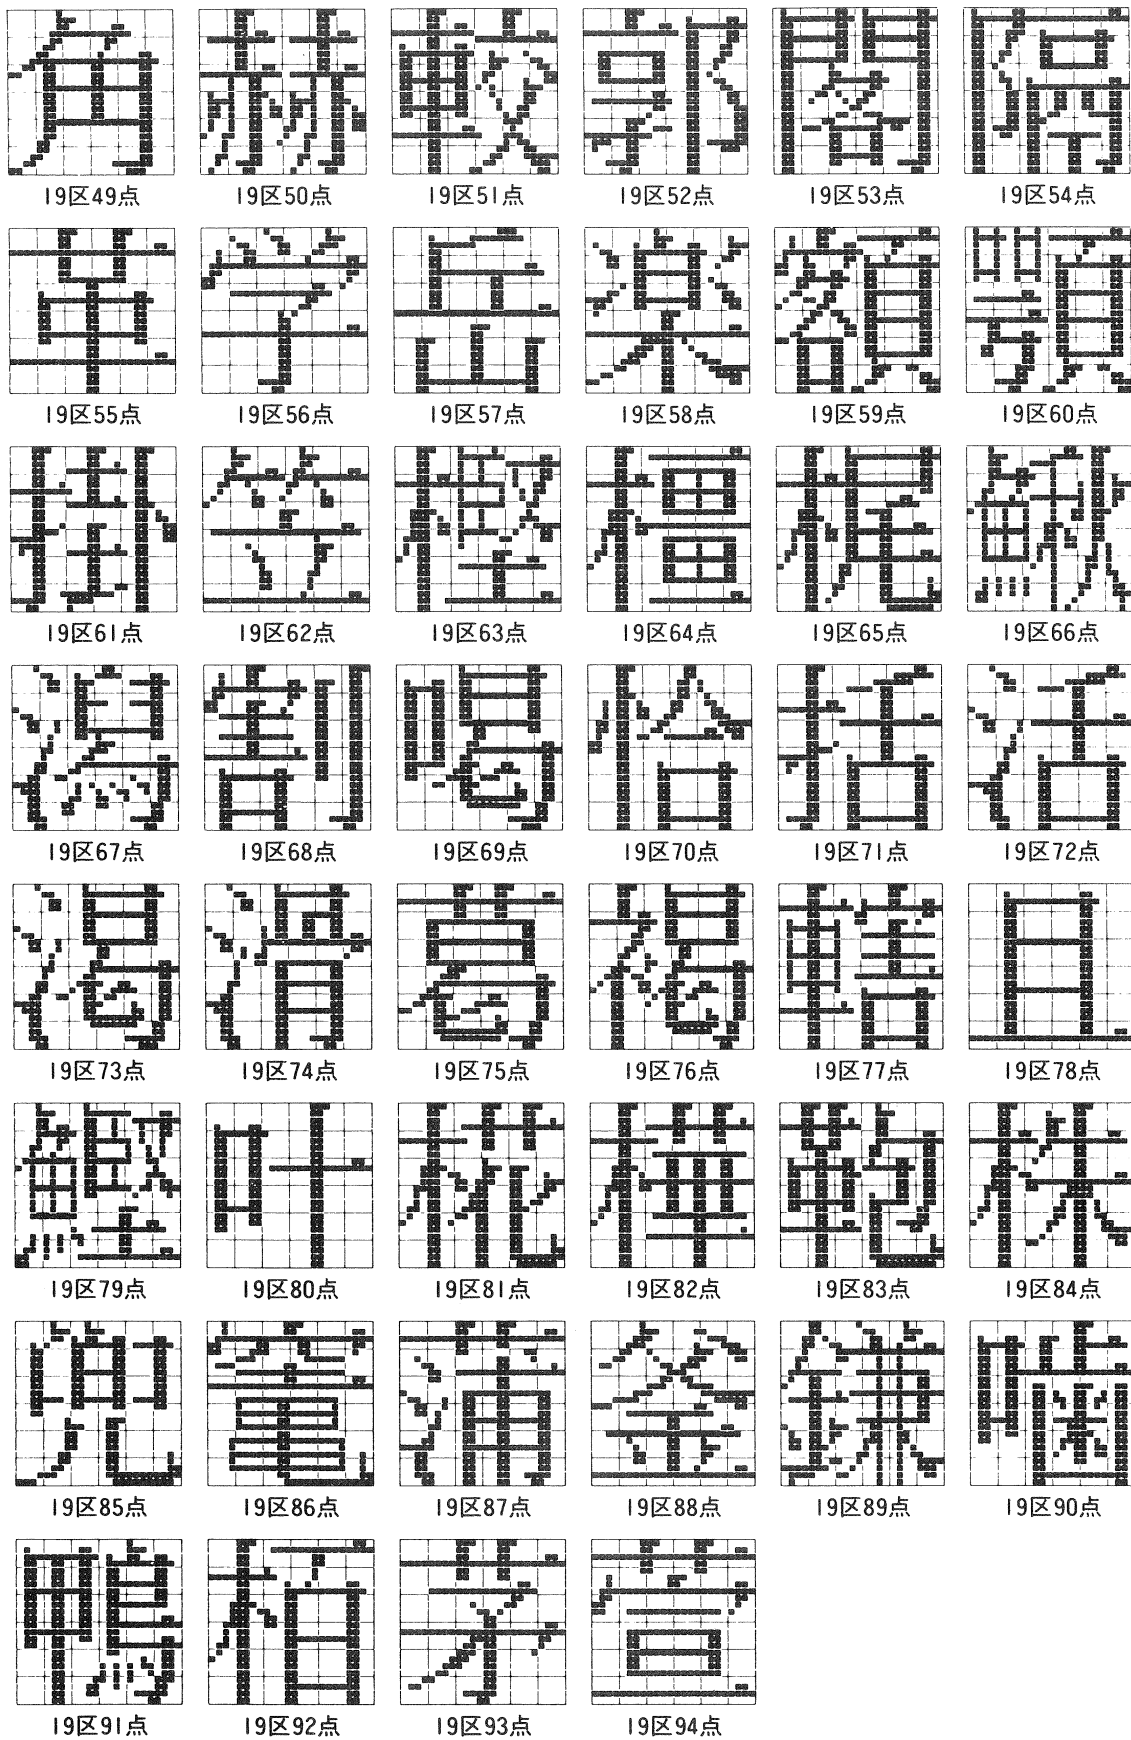 角 赫 較 郭 閣 隔
19区49点 19区50点 19区51点 19区52点 19区53点 19区54点
革 学 岳 楽 額 顎
19区55点 19区56点 19区57点 19区58点 19区59点 19区60点
掛 笠 樫 橿 梶 鰍
19区61点 19区62点 19区63点 19区64点 19区65点 19区66点
潟 割 喝 恰 括 活
19区67点 19区68点 19区69点 19区70点 19区71点 19区72点
渇 滑 葛 褐 轄 且
19区73点 19区74点 19区75点 19区76点 19区77点 19区78点
鰹 叶 椛 樺 鞄 株
19区79点 19区80点 19区81点 19区82点 19区83点 19区84点
兜 竃 蒲 釜 鎌 噛
19区85点 19区86点 19区87点 19区88点 19区89点 19区90点
鴨 栢 茅 萱
19区91点 19区92点 19区93点 19区94点